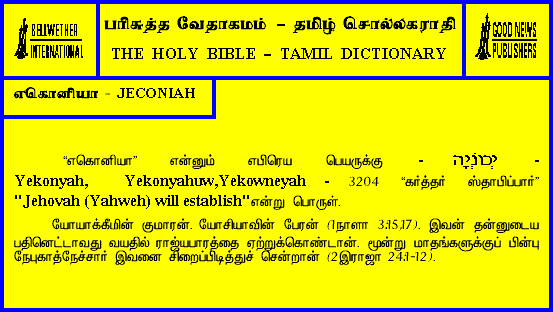 BELLWETHER
INTERNATIONAL
பரிசுத்த வேதாகமம் – தமிழ் சொல்லகராதி
THE HOLY BIBLE – TAMIL DICTIONARY
GOOD NEWS
PUBLISHERS
எகொனியா - JECONIAH
“எகொனியா” என்னும் எபிரெய பெயருக்கு - יְכוֹנְיָה -
Yekonyah, Yekonyahuw,Yekowneyah - 3204 “கர்த்தர் ஸ்தாபிப்பார்”
"Jehovah (Yahweh) will establish"என்று பொருள்.
யோயாக்கீமின் குமாரன். யோசியாவின் பேரன் (1நாளா 3:15,17). இவன் தன்னுடைய
பதினெட்டாவது வயதில் ராஜ்யபாரத்தை ஏற்றுக்கொண்டான். மூன்று மாதங்களுக்குப் பின்பு
நேபுகாத்நேச்சார் இவனை சிறைப்பிடித்துச் சென்றான் (2இராஜா 24:1-12).